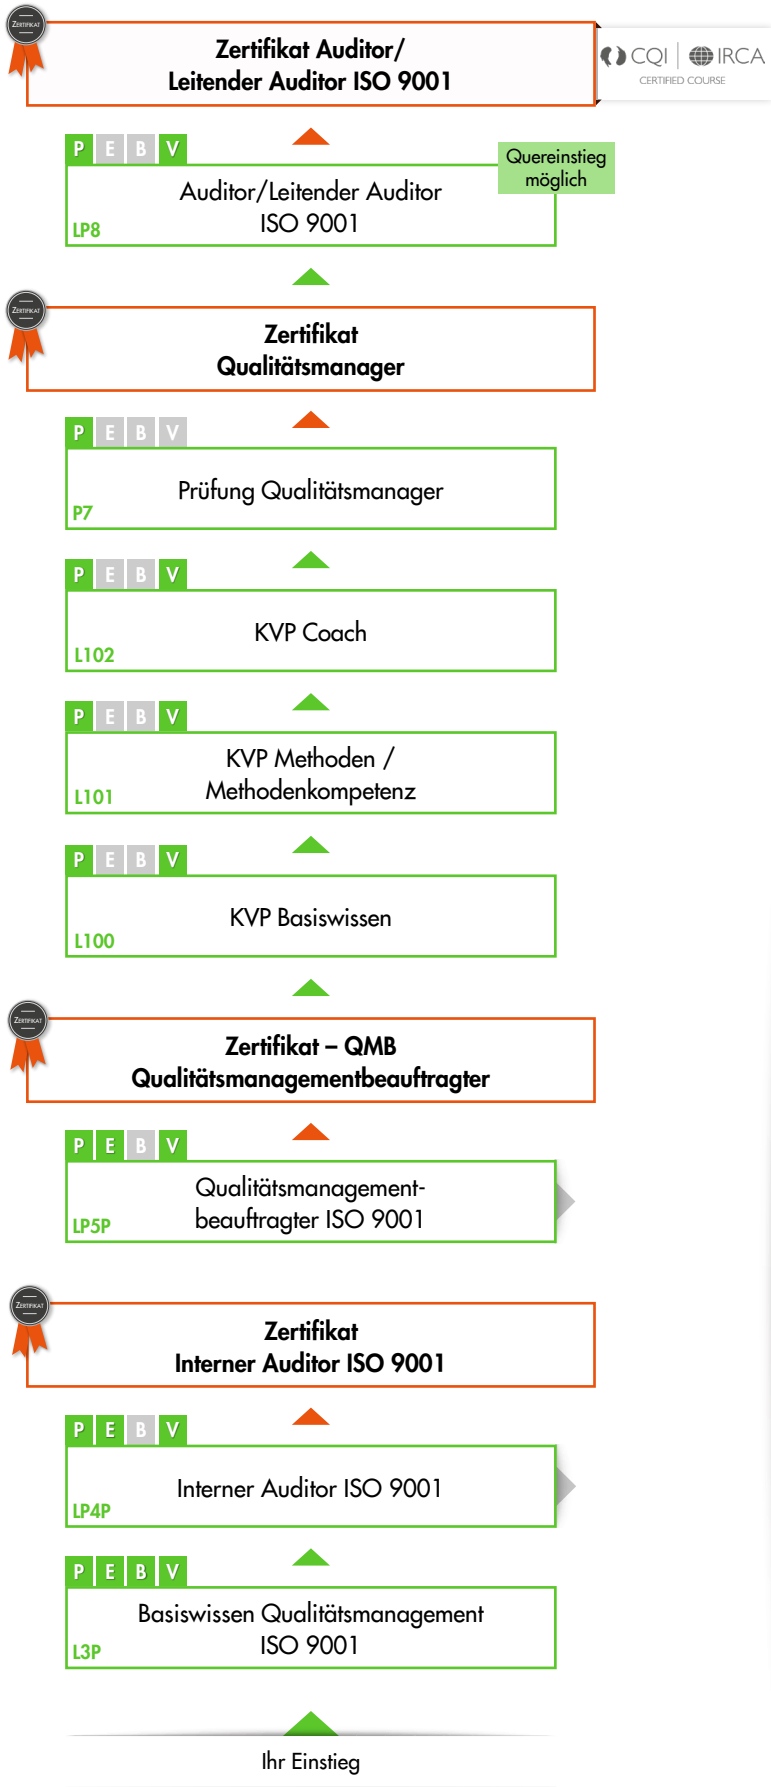 ZERTIFIKAT
Zertifikat Auditor/
Leitender Auditor ISO 9001
CQI IRCA
CERTIFIED COURSE
P E B V
Quereinstieg
möglich
Auditor/Leitender Auditor
ISO 9001
LP8
ZERTIFIKAT
Zertifikat
Qualitätsmanager
P E B V
Prüfung Qualitätsmanager
P7
P E B V
KVP Coach
L102
P E B V
KVP Methoden /
Methodenkompetenz
L101
P E B V
KVP Basiswissen
L100
ZERTIFIKAT
Zertifikat – QMB
Qualitätsmanagementbeauftragter
P E B V
Qualitätsmanagement-
beauftragter ISO 9001
LP5P
ZERTIFIKAT
Zertifikat
Interner Auditor ISO 9001
P E B V
Interner Auditor ISO 9001
LP4P
P E B V
Basiswissen Qualitätsmanagement
ISO 9001
L3P
Ihr Einstieg